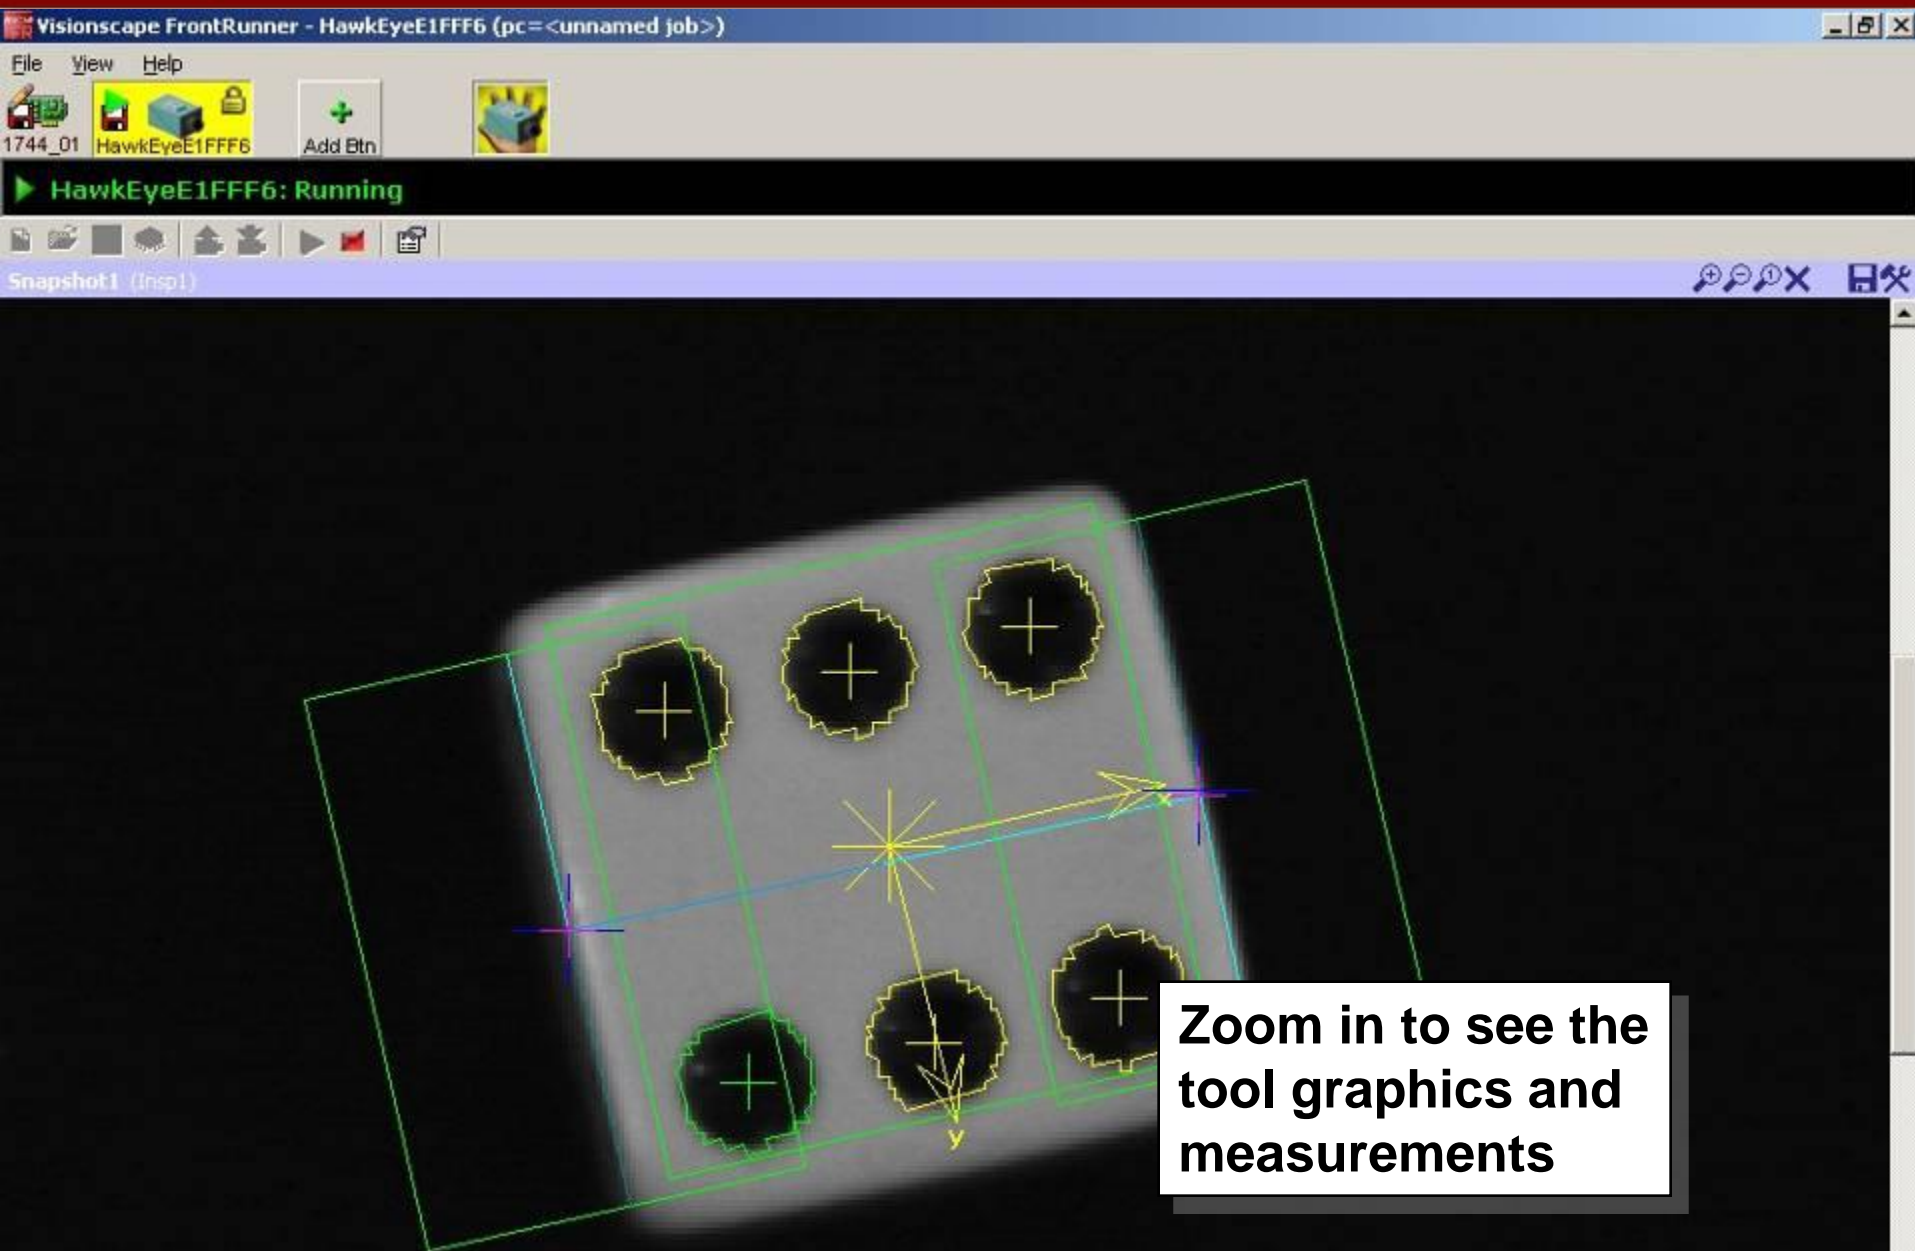 Visionscape FrontRunner - HawkEyeE1FFF6 (pc=<unnamed job>)
File View Help
1744_01 HawkEyeE1FFF6 Add Btn
HawkEyeE1FFF6: Running
Snapshot1 (Insp1)
x
y
Zoom in to see the
tool graphics and
measurements